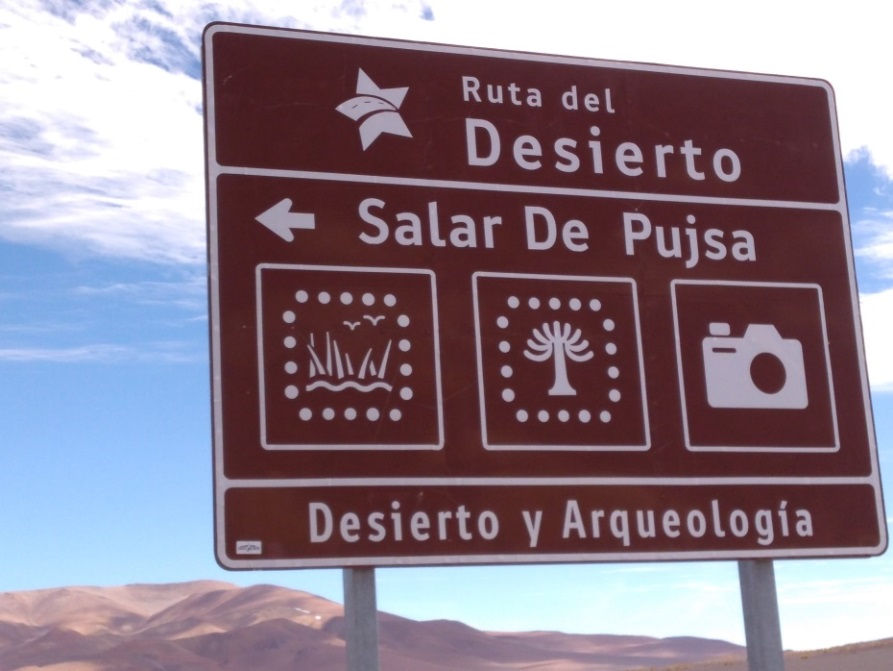 Ruta del
Desierto
Salar De Pujsa
Desierto y Arqueología